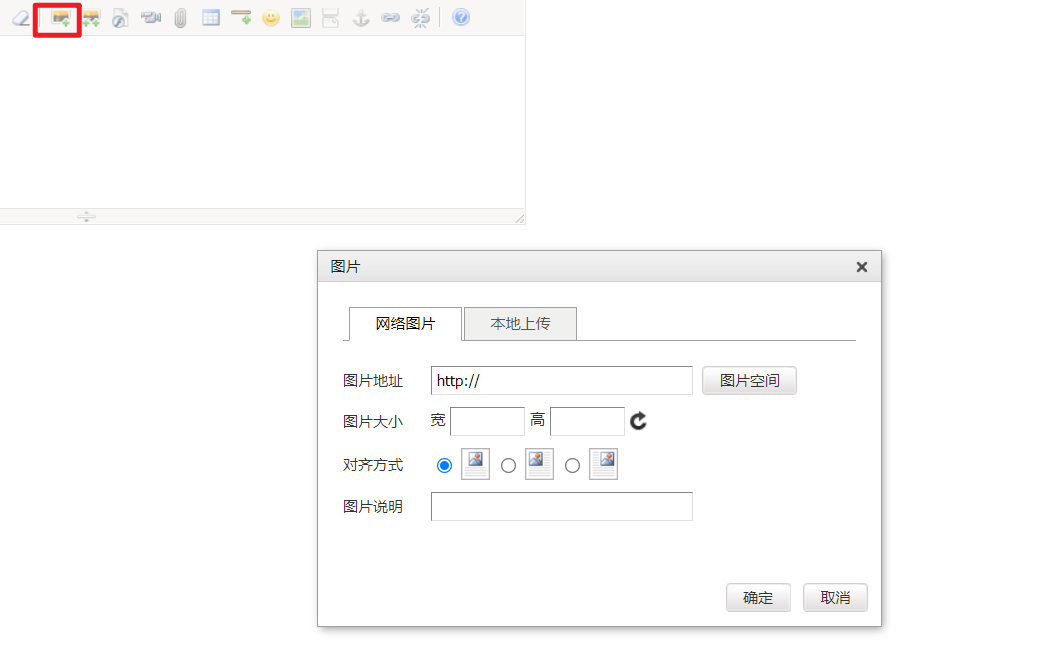 图片
网络图片 本地上传
图片地址 http:// 图片空间
图片大小 宽 高
对齐方式
图片说明
确定 取消